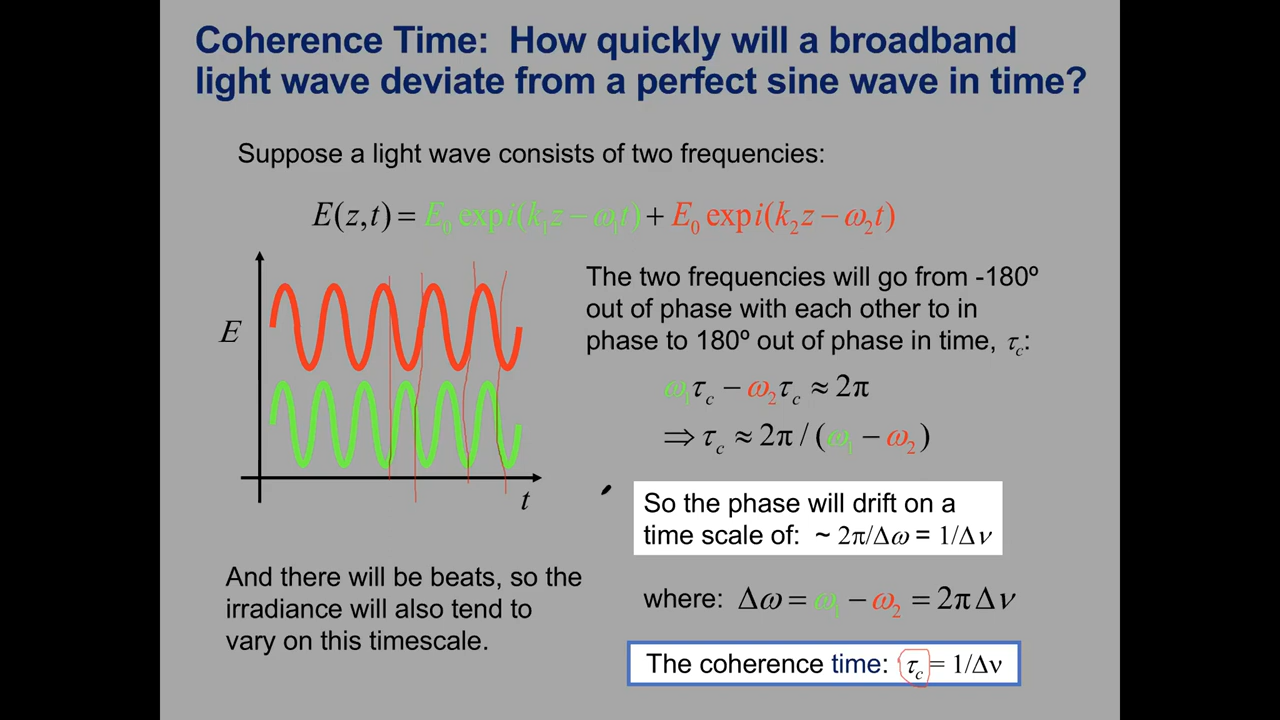 Coherence Time: How quickly will a broadband
light wave deviate from a perfect sine wave in time?
Suppose a light wave consists of two frequencies:
E(z,t) = E₀ exp i(k₁z − ω₁t) + E₀ exp i(k₂z − ω₂t)
E
t
The two frequencies will go from -180º
out of phase with each other to in
phase to 180º out of phase in time, τc:
ω₁τc − ω₂τc ≈ 2π
⇒ τc ≈ 2π / (ω₁ − ω₂)
So the phase will drift on a
time scale of: ~ 2π/Δω = 1/Δν
And there will be beats, so the
irradiance will also tend to
vary on this timescale.
where: Δω = ω₁ − ω₂ = 2π Δν
The coherence time: τc = 1/Δν